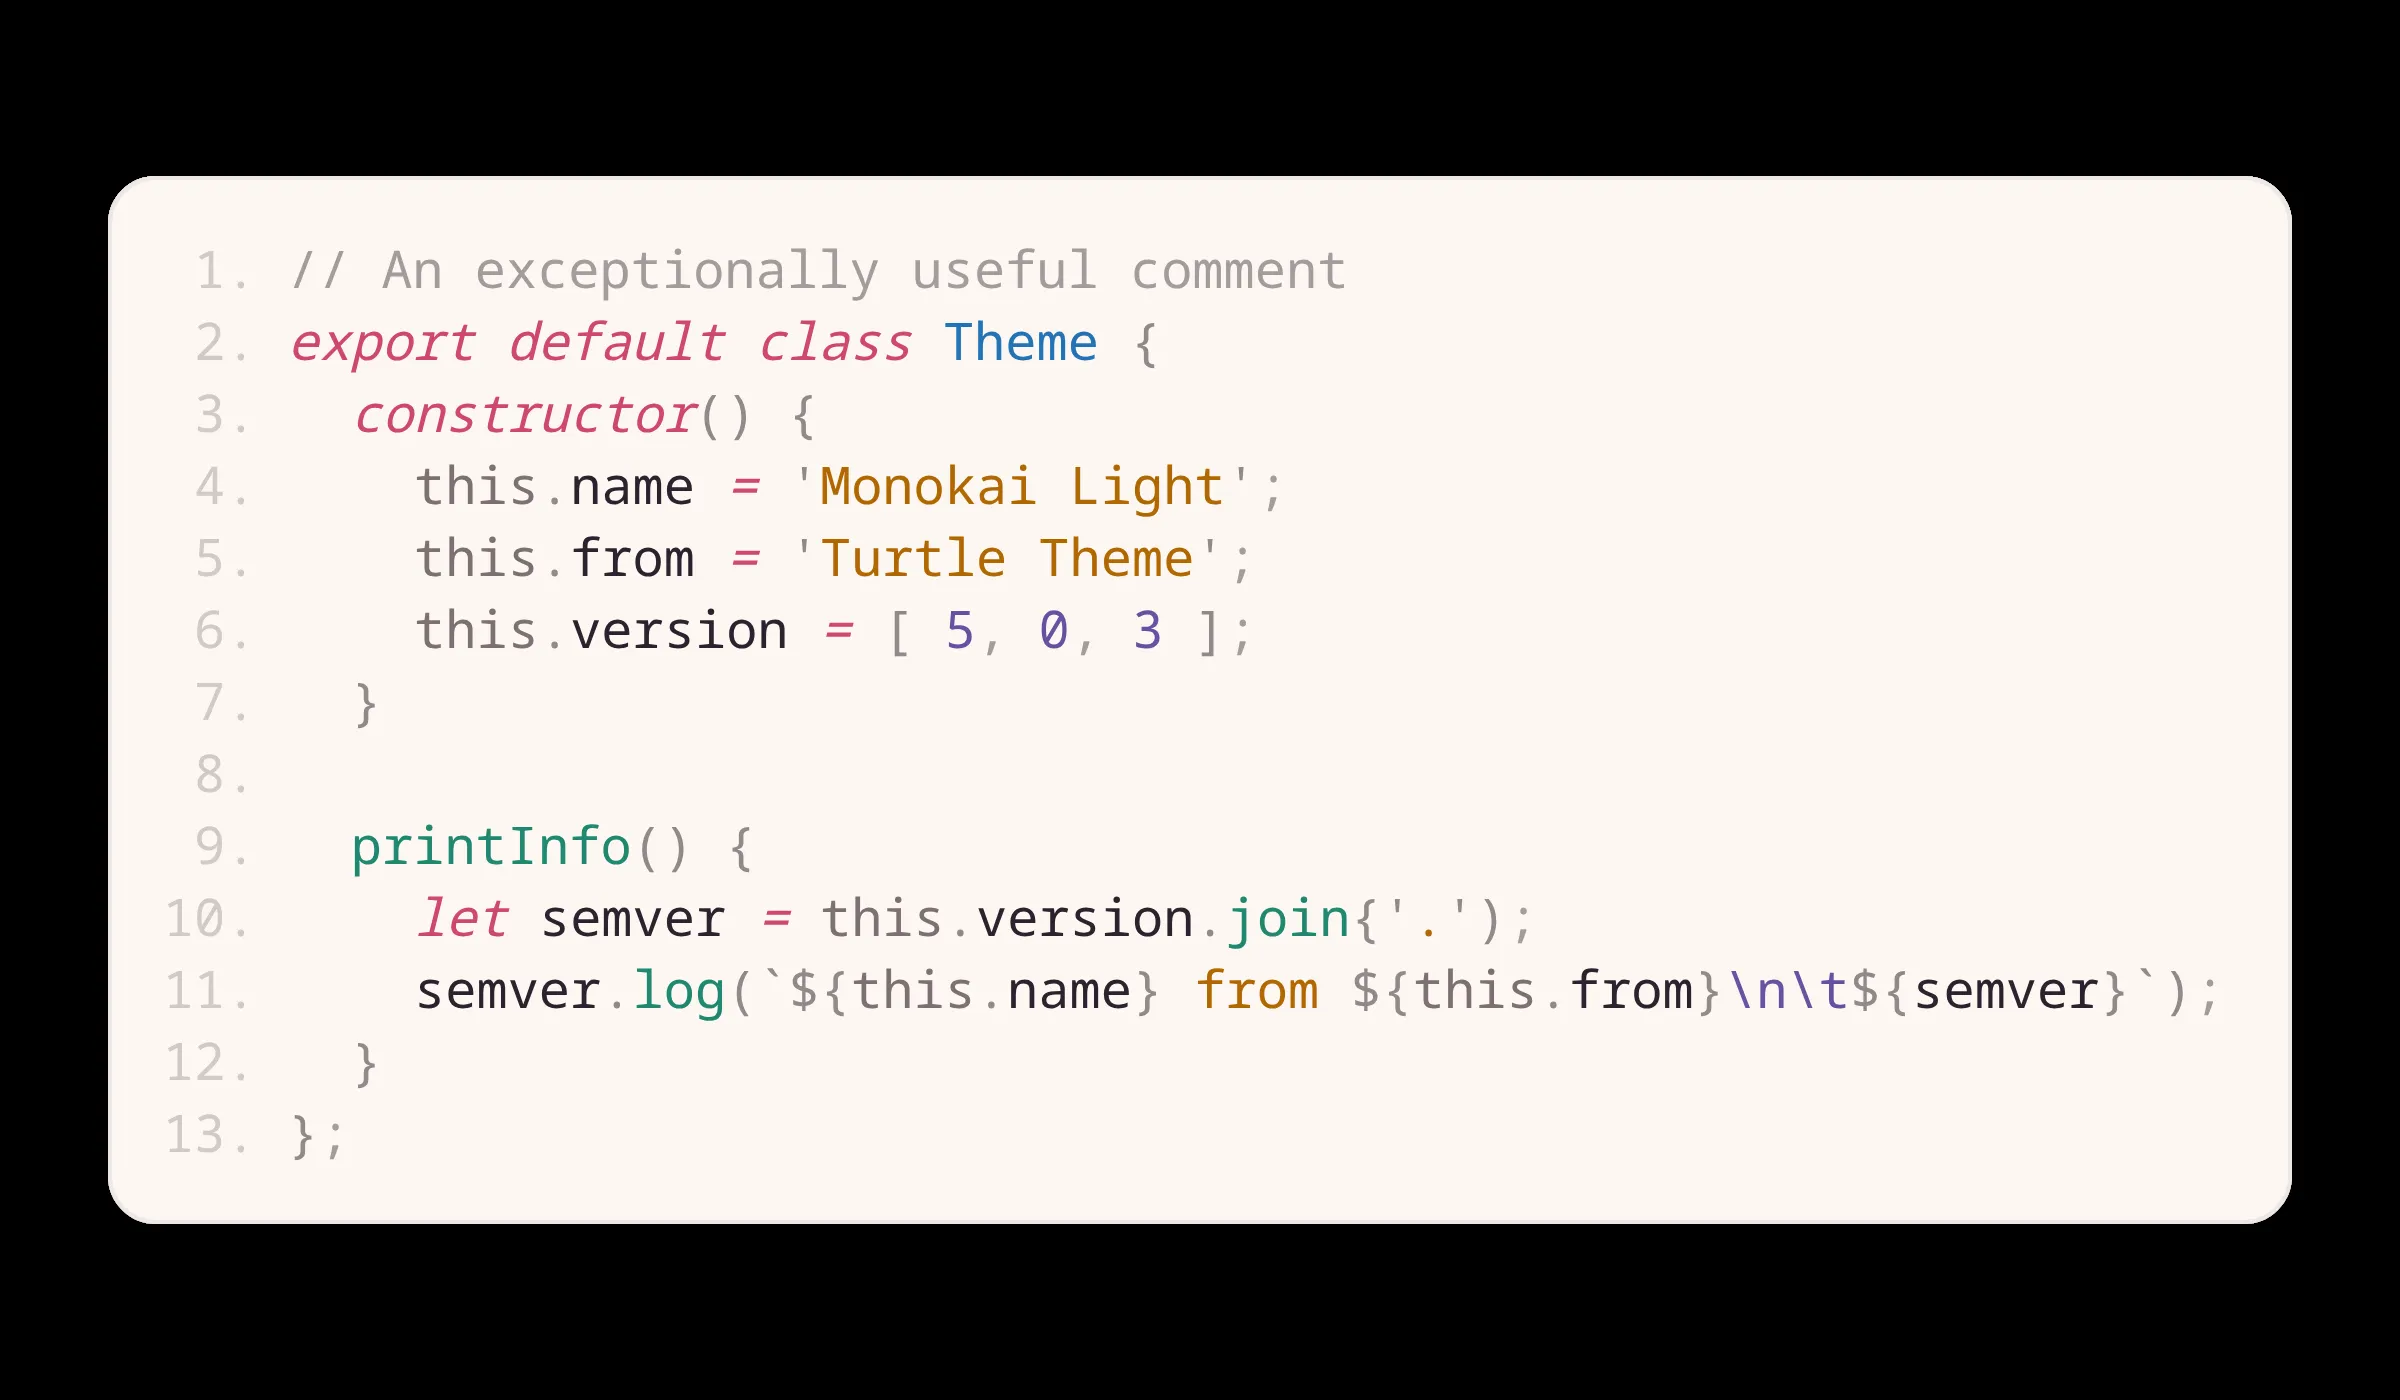 1. // An exceptionally useful comment
2. export default class Theme {
3.   constructor() {
4.     this.name = 'Monokai Light';
5.     this.from = 'Turtle Theme';
6.     this.version = [ 5, 0, 3 ];
7.   }
8.
9.   printInfo() {
10.     let semver = this.version.join{'.');
11.     semver.log(`${this.name} from ${this.from}\n\t${semver}`);
12.   }
13. };